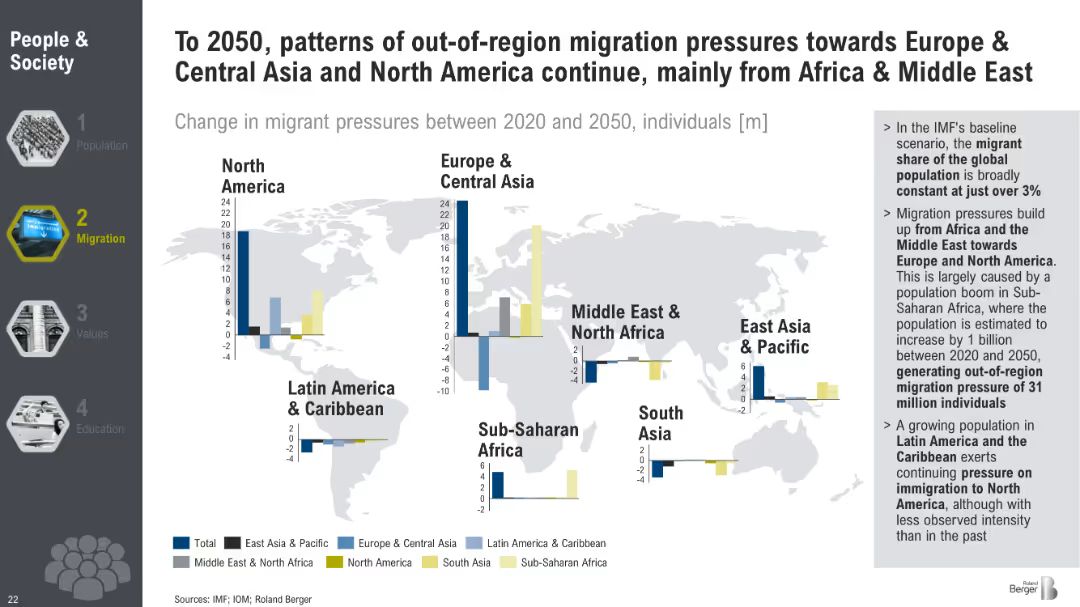 People &
Society
1
Population
2
Migration
3
Values
4
Education
22
To 2050, patterns of out-of-region migration pressures towards Europe &
Central Asia and North America continue, mainly from Africa & Middle East
Change in migrant pressures between 2020 and 2050, individuals [m]
North
America
24
22
20
18
16
14
12
10
8
6
4
2
0
-2
-4
Europe &
Central Asia
24
22
20
18
16
14
12
10
8
6
4
2
0
-2
-4
-6
-8
-10
Middle East &
North Africa
2
0
-2
-4
East Asia
& Pacific
6
4
2
0
-2
Latin America
& Caribbean
2
0
-2
-4
Sub-Saharan
Africa
6
4
2
0
-2
South
Asia
2
0
-2
-4
Total
East Asia & Pacific
Europe & Central Asia
Latin America & Caribbean
Middle East & North Africa
North America
South Asia
Sub-Saharan Africa
> In the IMF's baseline
scenario, the migrant
share of the global
population is broadly
constant at just over 3%
> Migration pressures build
up from Africa and the
Middle East towards
Europe and North America.
This is largely caused by a
population boom in Sub-
Saharan Africa, where the
population is estimated to
increase by 1 billion
between 2020 and 2050,
generating out-of-region
migration pressure of 31
million individuals
> A growing population in
Latin America and the
Caribbean exerts
continuing pressure on
immigration to North
America, although with
less observed intensity
than in the past
Sources: IMF; IOM; Roland Berger
Roland
Berger
B